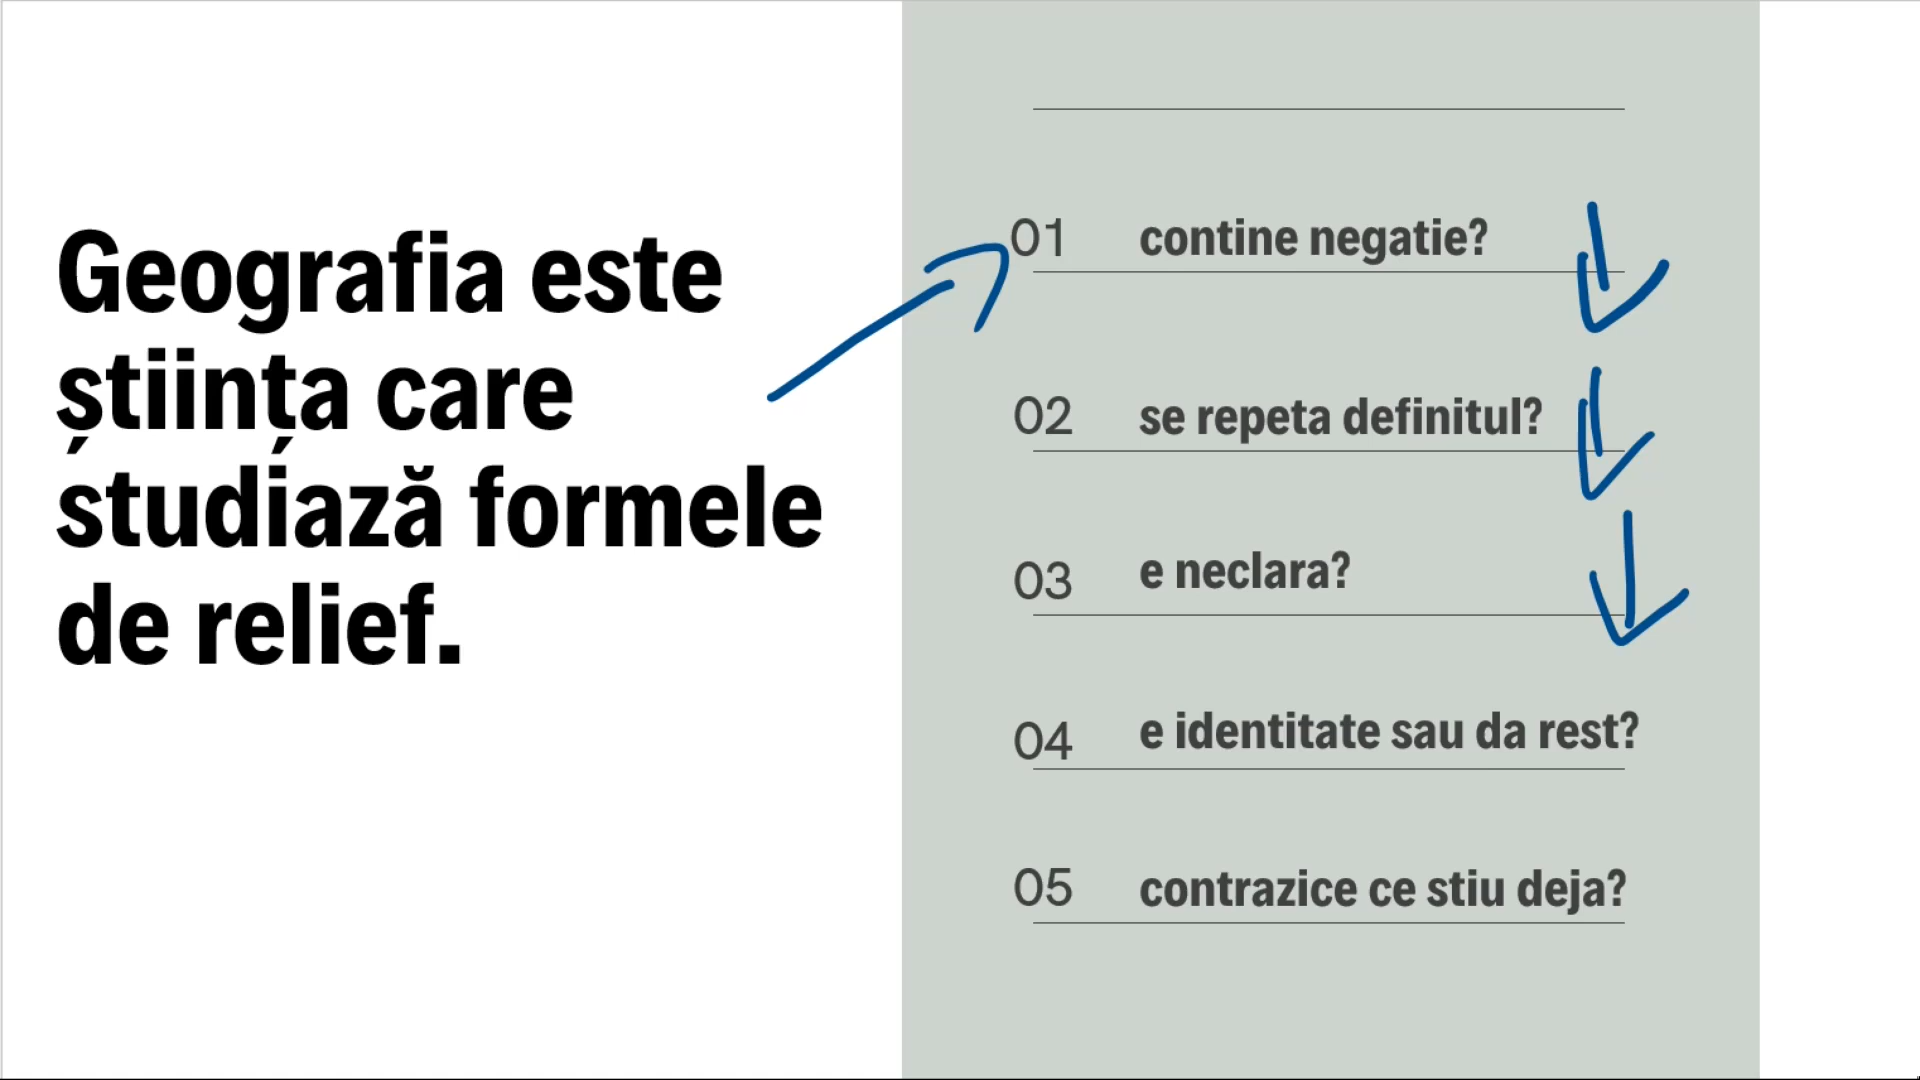 Geografia este
știința care
studiază formele
de relief.
01 contine negatie?
02 se repeta definitul?
03 e neclara?
04 e identitate sau da rest?
05 contrazice ce stiu deja?